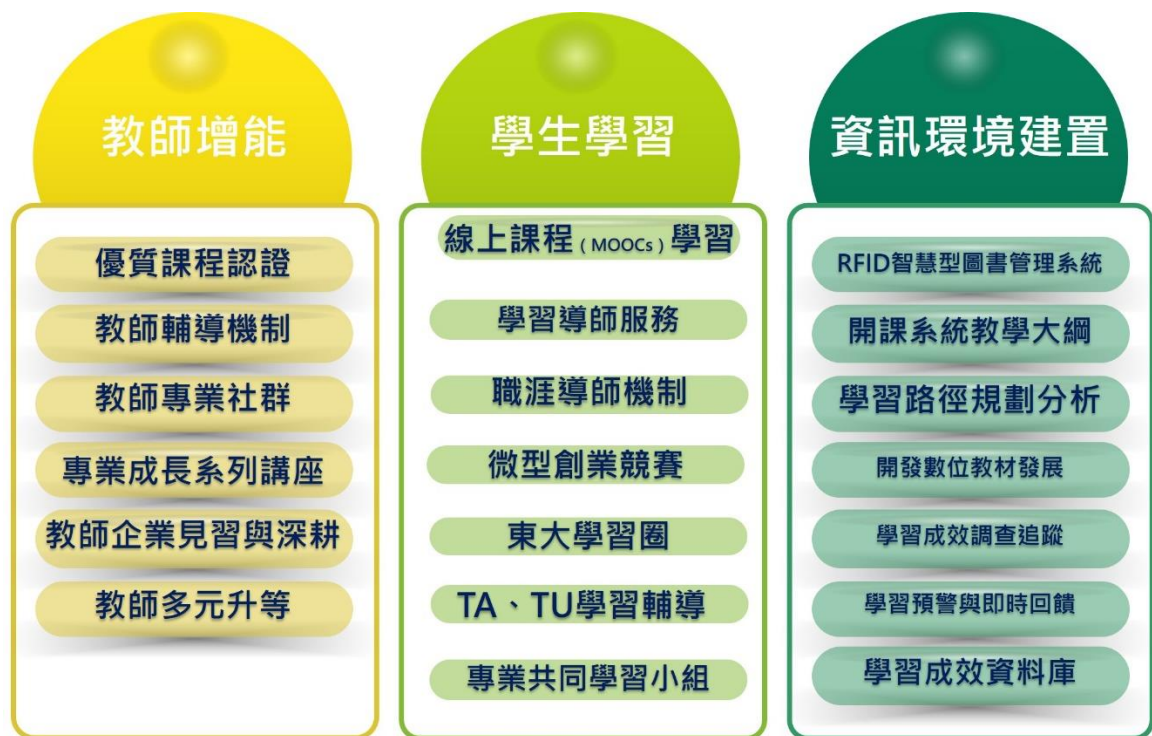 教師增能
優質課程認證
教師輔導機制
教師專業社群
專業成長系列講座
教師企業見習與深耕
教師多元升等
學生學習
線上課程（MOOCs）學習
學習導師服務
職涯導師機制
微型創業競賽
東大學習圈
TA、TU學習輔導
專業共同學習小組
資訊環境建置
RFID智慧型圖書管理系統
開課系統教學大綱
學習路徑規劃分析
開發數位教材發展
學習成效調查追蹤
學習預警與即時回饋
學習成效資料庫